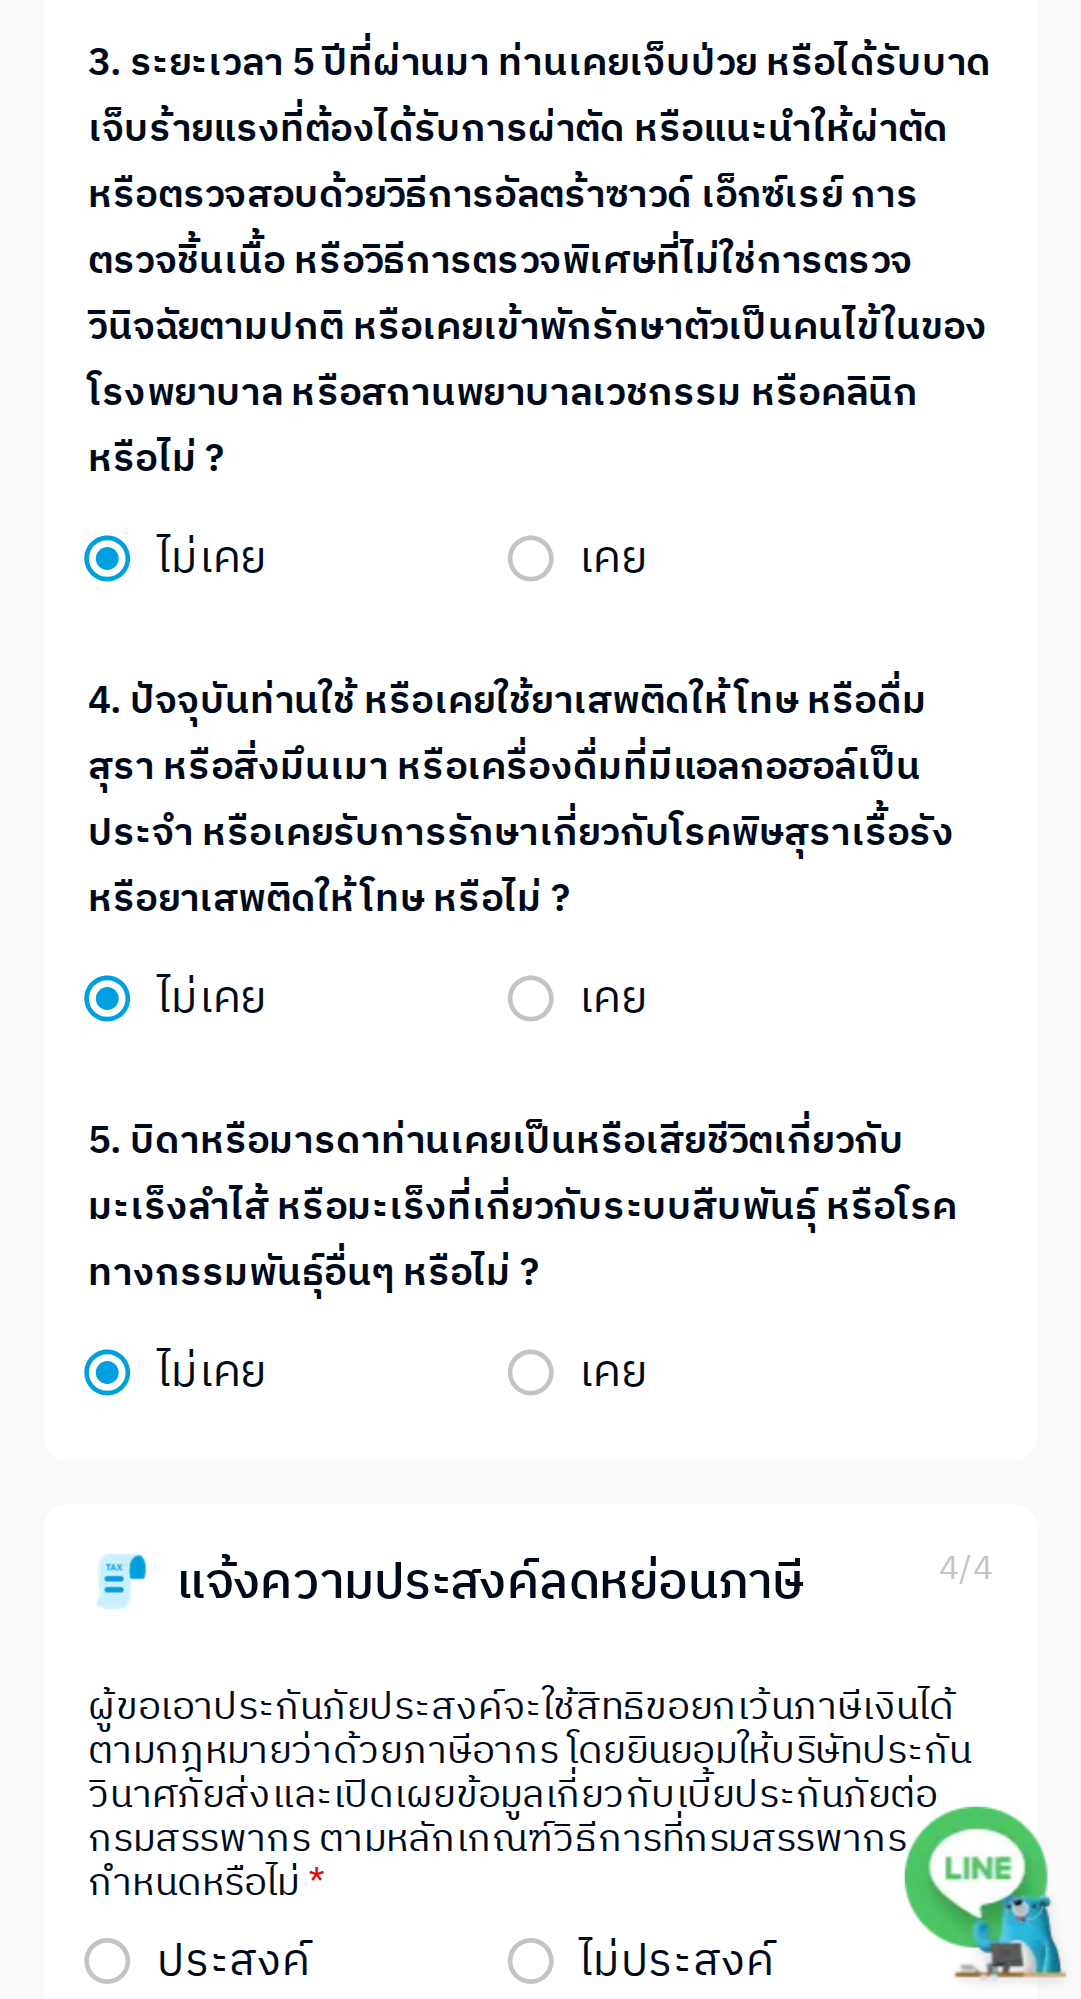 3. ระยะเวลา 5 ปีที่ผ่านมา ท่านเคยเจ็บป่วย หรือได้รับบาด
เจ็บร้ายแรงที่ต้องได้รับการผ่าตัด หรือแนะนำให้ผ่าตัด
หรือตรวจสอบด้วยวิธีการอัลตร้าซาวด์ เอ็กซ์เรย์ การ
ตรวจชิ้นเนื้อ หรือวิธีการตรวจพิเศษที่ไม่ใช่การตรวจ
วินิจฉัยตามปกติ หรือเคยเข้าพักรักษาตัวเป็นคนไข้ในของ
โรงพยาบาล หรือสถานพยาบาลเวชกรรม หรือคลินิก
หรือไม่ ?
ไม่เคย เคย
4. ปัจจุบันท่านใช้ หรือเคยใช้ยาเสพติดให้โทษ หรือดื่ม
สุรา หรือสิ่งมึนเมา หรือเครื่องดื่มที่มีแอลกอฮอล์เป็น
ประจำ หรือเคยรับการรักษาเกี่ยวกับโรคพิษสุราเรื้อรัง
หรือยาเสพติดให้โทษ หรือไม่ ?
ไม่เคย เคย
5. บิดาหรือมารดาท่านเคยเป็นหรือเสียชีวิตเกี่ยวกับ
มะเร็งลำไส้ หรือมะเร็งที่เกี่ยวกับระบบสืบพันธุ์ หรือโรค
ทางกรรมพันธุ์อื่นๆ หรือไม่ ?
ไม่เคย เคย
TAX แจ้งความประสงค์ลดหย่อนภาษี 4/4
ผู้ขอเอาประกันภัยประสงค์จะใช้สิทธิขอยกเว้นภาษีเงินได้
ตามกฎหมายว่าด้วยภาษีอากร โดยยินยอมให้บริษัทประกัน
วินาศภัยส่งและเปิดเผยข้อมูลเกี่ยวกับเบี้ยประกันภัยต่อ
กรมสรรพากร ตามหลักเกณฑ์วิธีการที่กรมสรรพากร
กำหนดหรือไม่ *
LINE
ประสงค์ ไม่ประสงค์